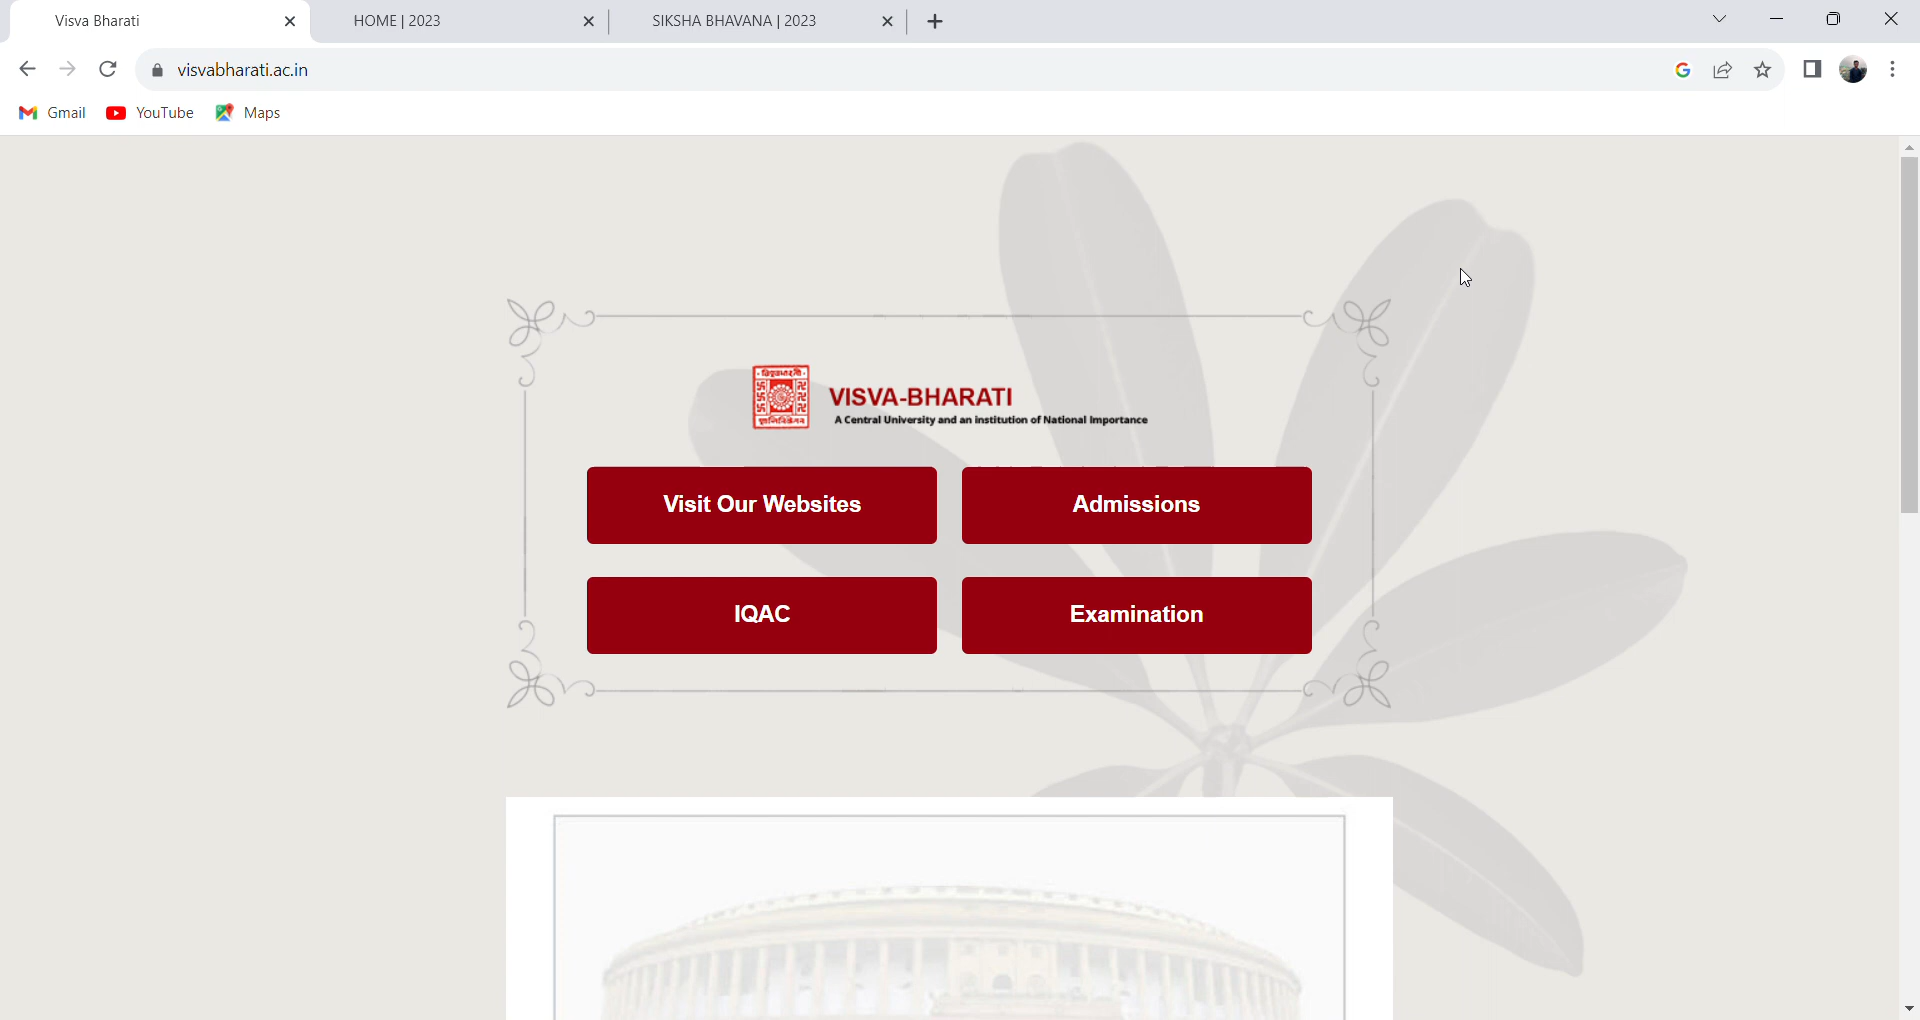 Visva Bharati
HOME | 2023
SIKSHA BHAVANA | 2023
visvabharati.ac.in
Gmail
YouTube
Maps
VISVA-BHARATI
A Central University and an institution of National Importance
Visit Our Websites
Admissions
IQAC
Examination